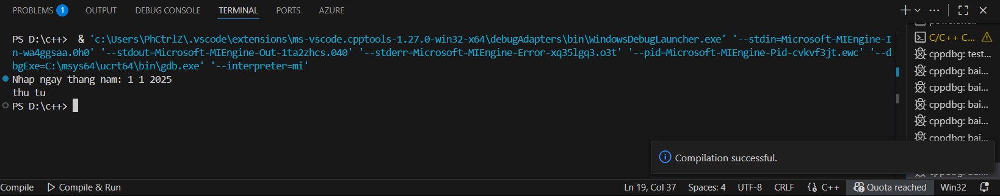 PROBLEMS 1 OUTPUT DEBUG CONSOLE TERMINAL PORTS AZURE
PS D:\c++>  & 'c:\Users\PhCtrlZ\.vscode\extensions\ms-vscode.cpptools-1.27.0-win32-x64\debugAdapters\bin\WindowsDebugLauncher.exe' '--stdin=Microsoft-MIEngine-I
n-wa4ggsaa.0h0' '--stdout=Microsoft-MIEngine-Out-1ta2zhcs.040' '--stderr=Microsoft-MIEngine-Error-xq35lgq3.o3t' '--pid=Microsoft-MIEngine-Pid-cvkvf3jt.ewc' '--d
bgExe=C:\msys64\ucrt64\bin\gdb.exe' '--interpreter=mi'
Nhap ngay thang nam: 1 1 2025
thu tu
PS D:\c++>
C/C++ C...
cppdbg: test...
cppdbg: bai...
cppdbg: bai...
cppdbg: bai...
cppdbg: bai...
cppdbg: bai...
Compilation successful.
Compile Compile & Run Ln 19, Col 37 Spaces: 4 UTF-8 CRLF C++ Quota reached Win32